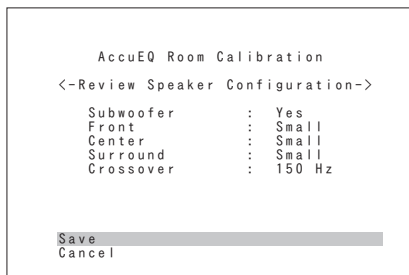 AccuEQ Room Calibration
<-Review Speaker Configuration->
Subwoofer : Yes
Front : Small
Center : Small
Surround : Small
Crossover : 150 Hz
Save
Cancel